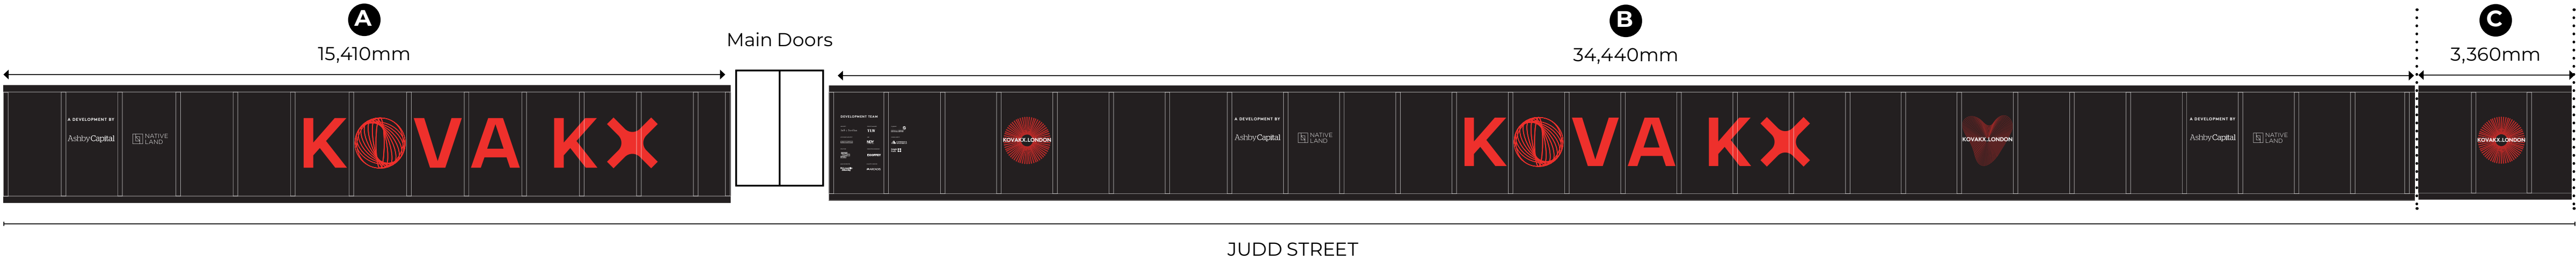 A
15,410mm
Main Doors
B
34,440mm
C
3,360mm
A DEVELOPMENT BY
AshbyCapital
NATIVE
LAND
KOVA KX
DEVELOPMENT TEAM
KOVAKX.LONDON
A DEVELOPMENT BY
AshbyCapital
NATIVE
LAND
KOVA KX
KOVAKX.LONDON
A DEVELOPMENT BY
AshbyCapital
NATIVE
LAND
KOVAKX.LONDON
JUDD STREET